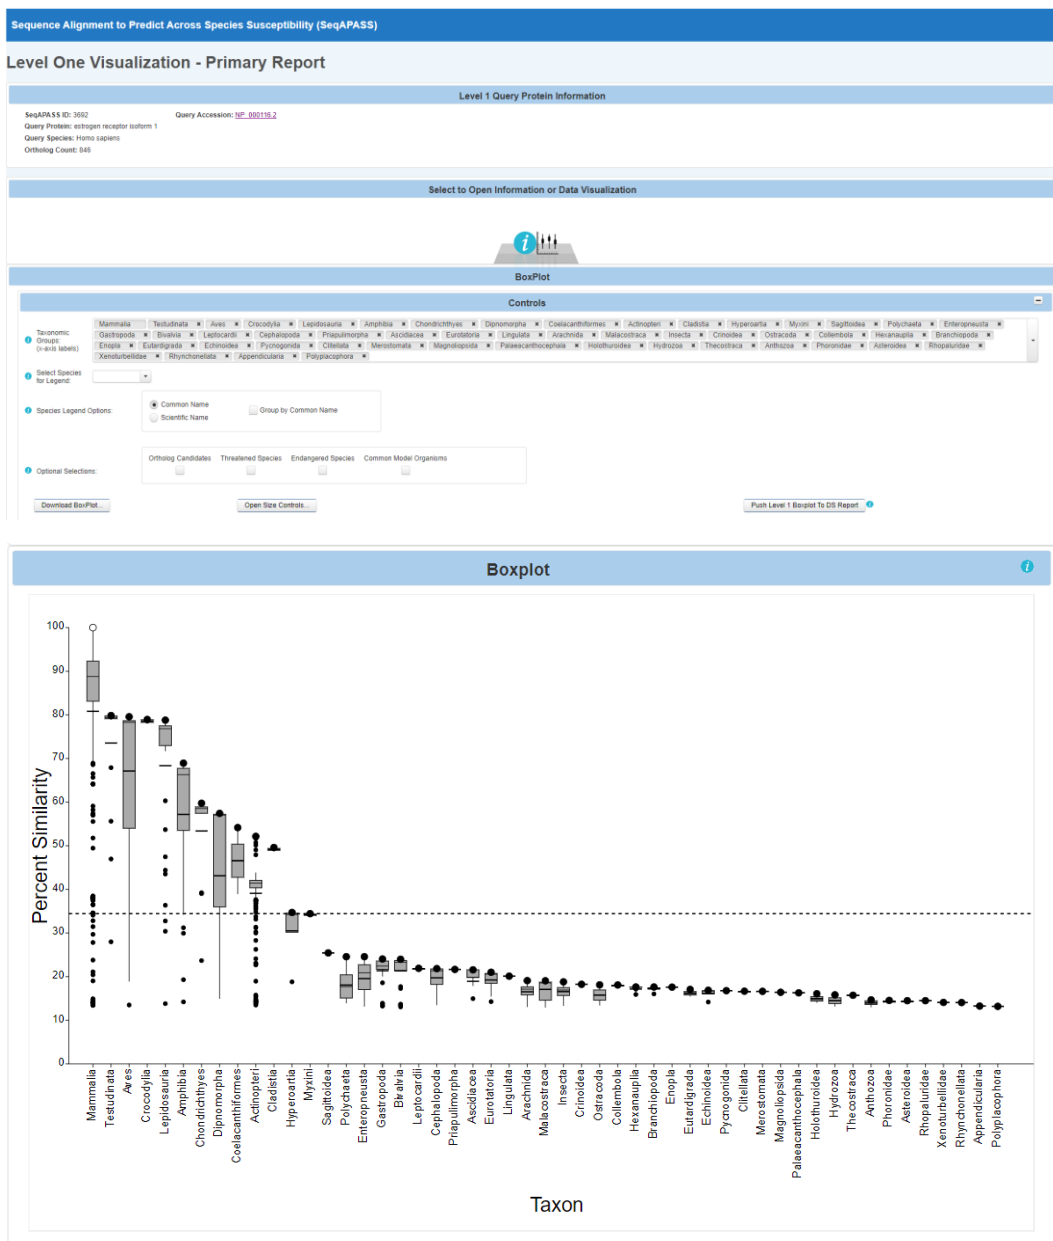 Sequence Alignment to Predict Across Species Susceptibility (SeqAPASS)
Level One Visualization - Primary Report
Level 1 Query Protein Information
SeqAPASS ID: 3692 Query Accession: NP_000116.2
Query Protein: estrogen receptor isoform 1
Query Species: Homo sapiens
Ortholog Count: 846
Select to Open Information or Data Visualization
BoxPlot
Controls
Taxonomic Groups: (x-axis labels)
Mammalia Testudinata Aves Crocodylia Lepidosauria Amphibia Chondrichthyes Dipnomorpha Coelacanthiformes Actinopteri Cladistia Hyperoartia Myxini Sagittoidea Polychaeta Enteropneusta
Gastropoda Bivalvia Leptocardii Cephalopoda Priapulimorpha Ascidiacea Eurotatoria Lingulata Arachnida Malacostraca Insecta Crinoidea Ostracoda Collembola Hexanauplia Branchiopoda
Enopla Eutardigrada Echinoidea Pycnogonida Clitellata Merostomata Magnoliopsida Palaeacanthocephala Holothuroidea Hydrozoa Thecostraca Anthozoa Phoronidae Asteroidea Rhopaluridae
Xenoturbellidae Rhynchonellata Appendicularia Polyplacophora
Select Species for Legend:
Species Legend Options:
Common Name
Scientific Name
Group by Common Name
Optional Selections:
Ortholog Candidates Threatened Species Endangered Species Common Model Organisms
Download BoxPlot... Open Size Controls... Push Level 1 Boxplot To DS Report
Boxplot
Percent Similarity
100
90
80
70
60
50
40
30
20
10
0
Mammalia
Testudinata
Aves
Crocodylia
Lepidosauria
Amphibia
Chondrichthyes
Dipnomorpha
Coelacanthiformes
Actinopteri
Cladistia
Hyperoartia
Myxini
Sagittoidea
Polychaeta
Enteropneusta
Gastropoda
Bivalvia
Leptocardii
Cephalopoda
Priapulimorpha
Ascidiacea
Eurotatoria
Lingulata
Arachnida
Malacostraca
Insecta
Crinoidea
Ostracoda
Collembola
Hexanauplia
Branchiopoda
Enopla
Eutardigrada
Echinoidea
Pycnogonida
Clitellata
Merostomata
Magnoliopsida
Palaeacanthocephala
Holothuroidea
Hydrozoa
Thecostraca
Anthozoa
Phoronidae
Asteroidea
Rhopaluridae
Xenoturbellidae
Rhynchonellata
Appendicularia
Polyplacophora
Taxon